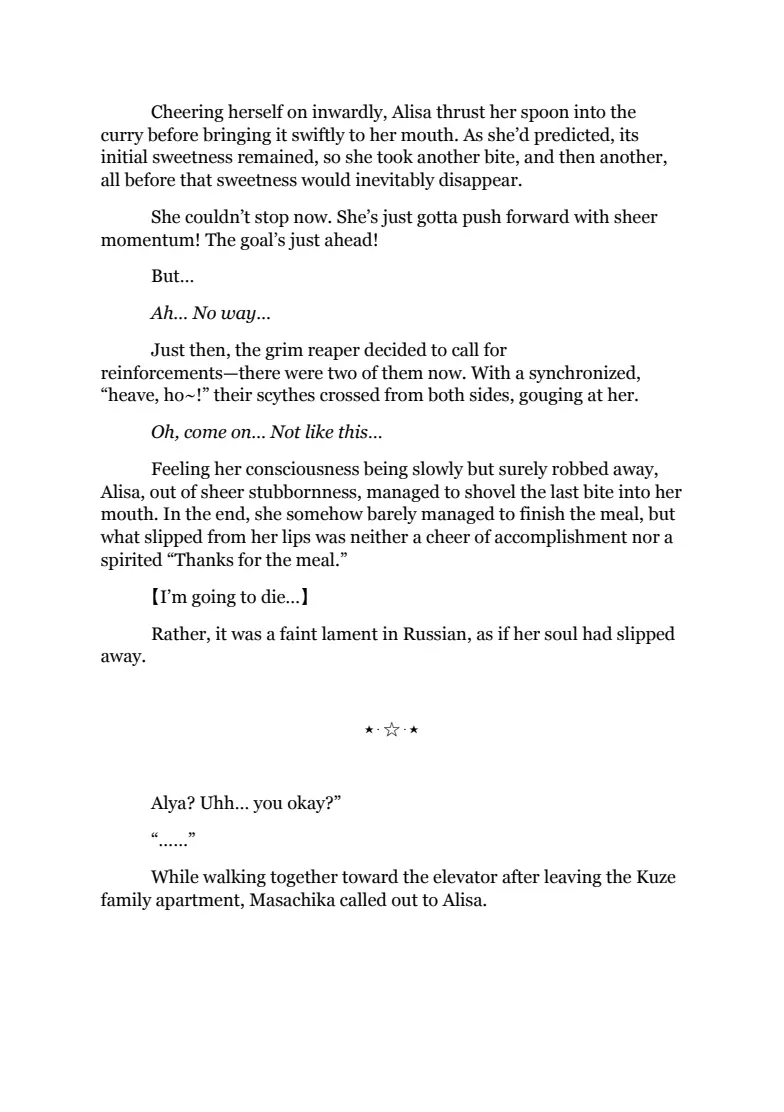 Cheering herself on inwardly, Alisa thrust her spoon into the
curry before bringing it swiftly to her mouth. As she’d predicted, its
initial sweetness remained, so she took another bite, and then another,
all before that sweetness would inevitably disappear.
She couldn’t stop now. She’s just gotta push forward with sheer
momentum! The goal’s just ahead!
But…
Ah… No way…
Just then, the grim reaper decided to call for
reinforcements—there were two of them now. With a synchronized,
“heave, ho~!” their scythes crossed from both sides, gouging at her.
Oh, come on… Not like this…
Feeling her consciousness being slowly but surely robbed away,
Alisa, out of sheer stubbornness, managed to shovel the last bite into her
mouth. In the end, she somehow barely managed to finish the meal, but
what slipped from her lips was neither a cheer of accomplishment nor a
spirited “Thanks for the meal.”
【I’m going to die…】
Rather, it was a faint lament in Russian, as if her soul had slipped
away.
⋆·☆·⋆
Alya? Uhh… you okay?”
“……”
While walking together toward the elevator after leaving the Kuze
family apartment, Masachika called out to Alisa.